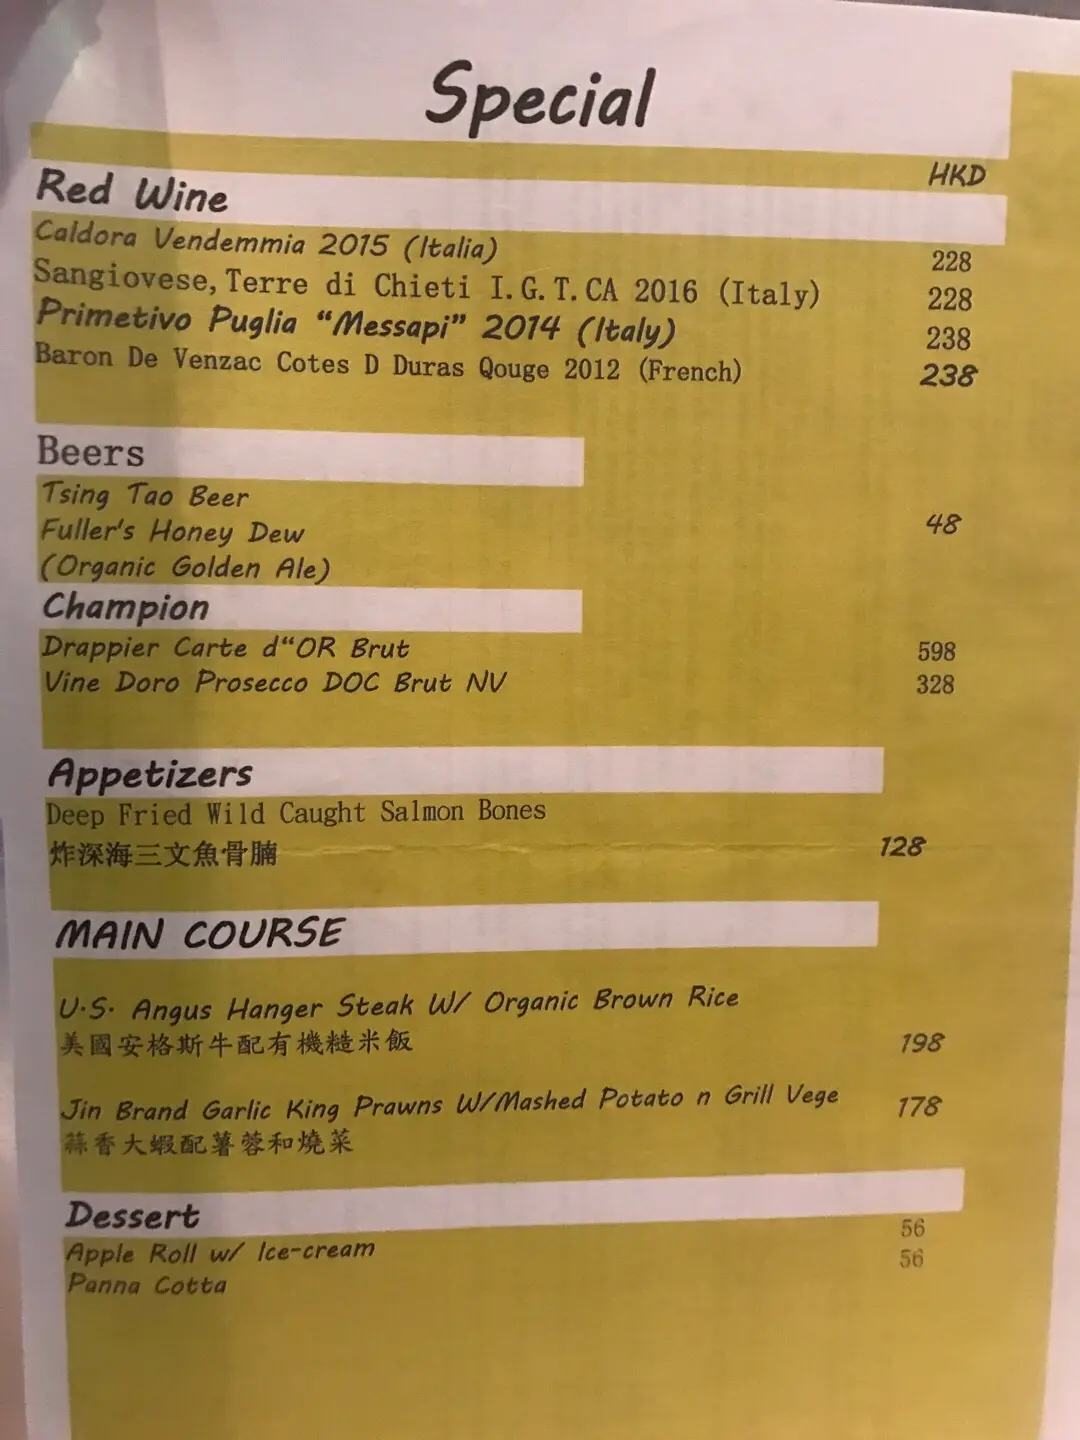 Special
HKD
Red Wine
Caldora Vendemmia 2015 (Italia) 228
Sangiovese, Terre di Chieti I.G.T.CA 2016 (Italy) 228
Primetivo Puglia “Messapi” 2014 (Italy) 238
Baron De Venzac Cotes D Duras Qouge 2012 (French) 238
Beers
Tsing Tao Beer
Fuller's Honey Dew 48
(Organic Golden Ale)
Champion
Drappier Carte d“OR Brut 598
Vine Doro Prosecco DOC Brut NV 328
Appetizers
Deep Fried Wild Caught Salmon Bones
炸深海三文魚骨腩 128
MAIN COURSE
U.S. Angus Hanger Steak W/ Organic Brown Rice
美國安格斯牛配有機糙米飯 198
Jin Brand Garlic King Prawns W/Mashed Potato n Grill Vege 178
蒜香大蝦配薯蓉和燒菜
Dessert
Apple Roll w/ Ice-cream 56
Panna Cotta 56